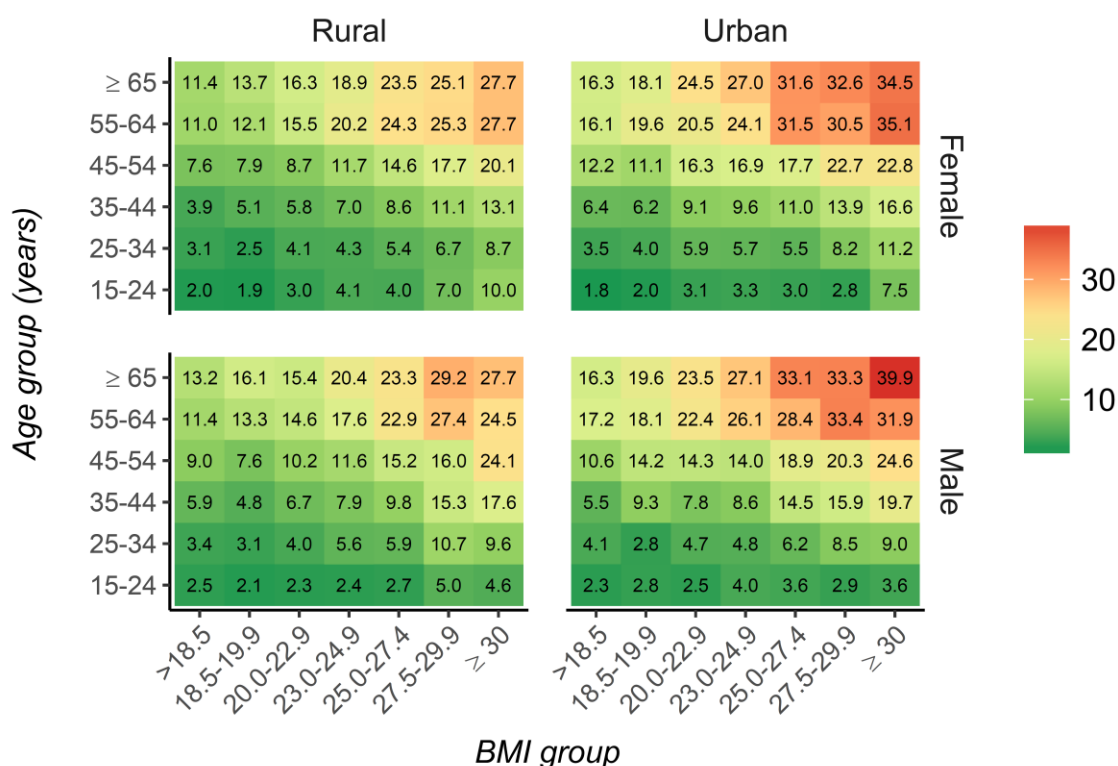 Rural Urban
≥ 65 11.4 13.7 16.3 18.9 23.5 25.1 27.7 16.3 18.1 24.5 27.0 31.6 32.6 34.5
55-64 11.0 12.1 15.5 20.2 24.3 25.3 27.7 16.1 19.6 20.5 24.1 31.5 30.5 35.1
45-54 7.6 7.9 8.7 11.7 14.6 17.7 20.1 12.2 11.1 16.3 16.9 17.7 22.7 22.8
35-44 3.9 5.1 5.8 7.0 8.6 11.1 13.1 6.4 6.2 9.1 9.6 11.0 13.9 16.6
25-34 3.1 2.5 4.1 4.3 5.4 6.7 8.7 3.5 4.0 5.9 5.7 5.5 8.2 11.2
15-24 2.0 1.9 3.0 4.1 4.0 7.0 10.0 1.8 2.0 3.1 3.3 3.0 2.8 7.5
Female
≥ 65 13.2 16.1 15.4 20.4 23.3 29.2 27.7 16.3 19.6 23.5 27.1 33.1 33.3 39.9
55-64 11.4 13.3 14.6 17.6 22.9 27.4 24.5 17.2 18.1 22.4 26.1 28.4 33.4 31.9
45-54 9.0 7.6 10.2 11.6 15.2 16.0 24.1 10.6 14.2 14.3 14.0 18.9 20.3 24.6
35-44 5.9 4.8 6.7 7.9 9.8 15.3 17.6 5.5 9.3 7.8 8.6 14.5 15.9 19.7
25-34 3.4 3.1 4.0 5.6 5.9 10.7 9.6 4.1 2.8 4.7 4.8 6.2 8.5 9.0
15-24 2.5 2.1 2.3 2.4 2.7 5.0 4.6 2.3 2.8 2.5 4.0 3.6 2.9 3.6
Male
>18.5 18.5-19.9 20.0-22.9 23.0-24.9 25.0-27.4 27.5-29.9 ≥ 30 >18.5 18.5-19.9 20.0-22.9 23.0-24.9 25.0-27.4 27.5-29.9 ≥ 30
BMI group
Age group (years)
30
20
10